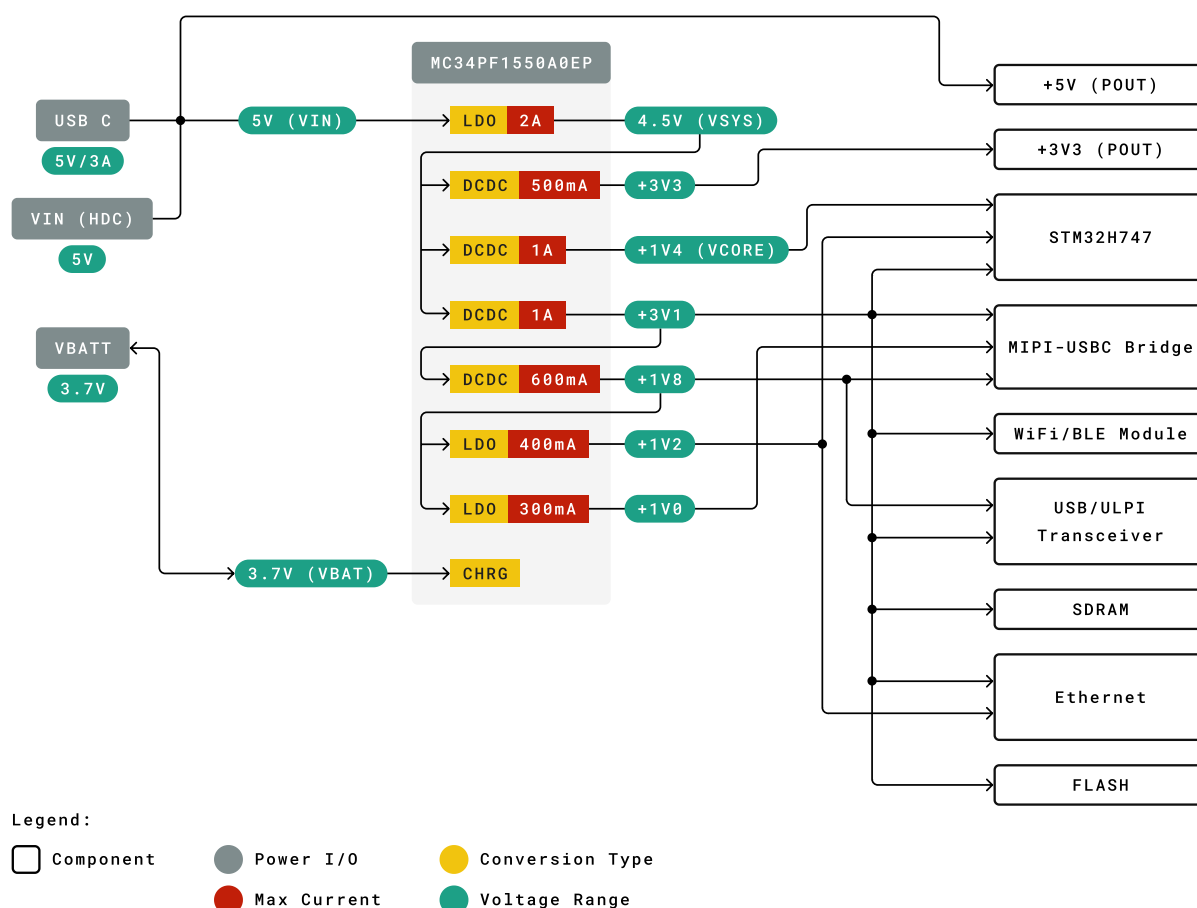 MC34PF1550A0EP
+5V (POUT)
USB C
5V (VIN)
LDO 2A
4.5V (VSYS)
5V/3A
+3V3 (POUT)
DCDC 500mA
+3V3
VIN (HDC)
5V
DCDC 1A
+1V4 (VCORE)
STM32H747
DCDC 1A
+3V1
VBATT
3.7V
MIPI-USBC Bridge
DCDC 600mA
+1V8
LDO 400mA
+1V2
WiFi/BLE Module
LDO 300mA
+1V0
USB/ULPI
Transceiver
3.7V (VBAT)
CHRG
SDRAM
Ethernet
FLASH
Legend:
Component
Power I/O
Conversion Type
Max Current
Voltage Range